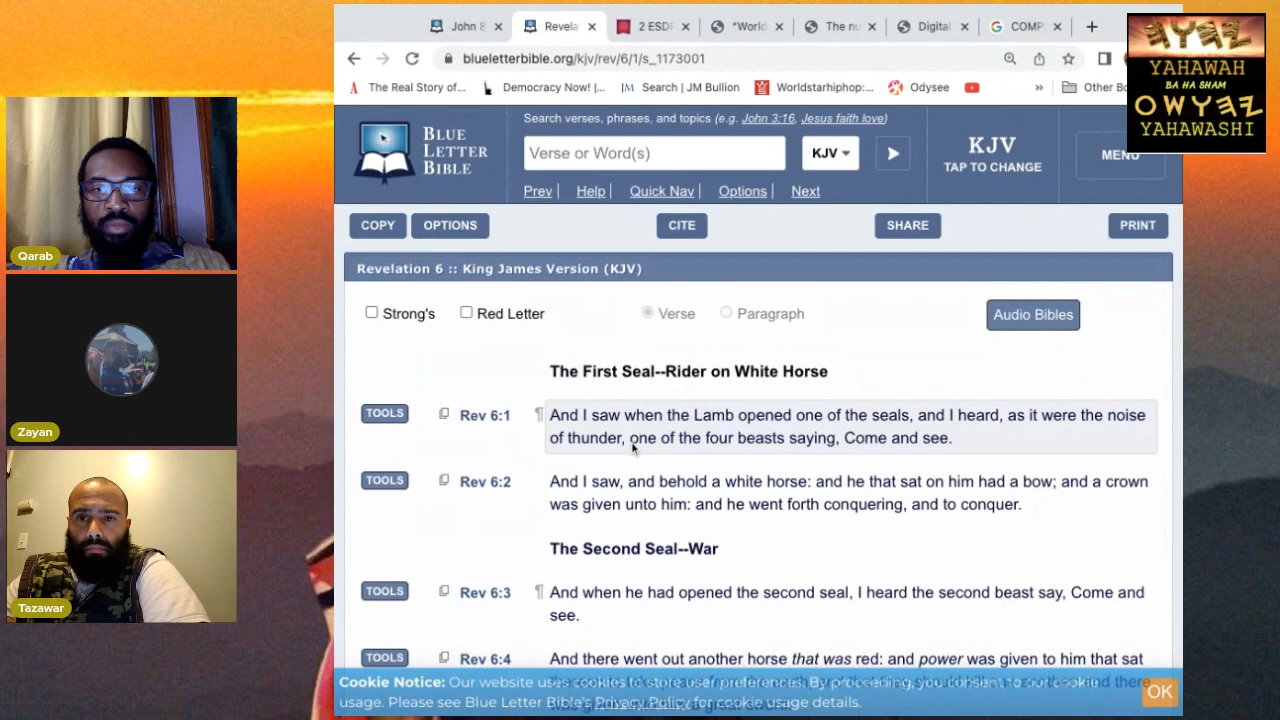 John 8
Revela
2 ESDR
"World
The nu
Digital
COMP
blueletterbible.org/kjv/rev/6/1/s_1173001
The Real Story of...
Democracy Now! |...
Search | JM Bullion
Worldstarhiphop:...
Odysee
»
Other Bo
YAHAWAH
BA HA SHAM
YAHAWASHI
BLUE
LETTER
BIBLE
Search verses, phrases, and topics (e.g. John 3:16, Jesus faith love)
Verse or Word(s)
KJV
Prev | Help | Quick Nav | Options | Next
KJV
TAP TO CHANGE
MENU
COPY
OPTIONS
CITE
SHARE
PRINT
Revelation 6 :: King James Version (KJV)
Strong's
Red Letter
Verse
Paragraph
Audio Bibles
The First Seal--Rider on White Horse
TOOLS Rev 6:1 ¶ And I saw when the Lamb opened one of the seals, and I heard, as it were the noise
of thunder, one of the four beasts saying, Come and see.
TOOLS Rev 6:2 And I saw, and behold a white horse: and he that sat on him had a bow; and a crown
was given unto him: and he went forth conquering, and to conquer.
The Second Seal--War
TOOLS Rev 6:3 ¶ And when he had opened the second seal, I heard the second beast say, Come and
see.
TOOLS Rev 6:4 And there went out another horse that was red: and power was given to him that sat
Cookie Notice: Our website uses cookies to store user preferences. By proceeding, you consent to our cookie
usage. Please see Blue Letter Bible's Privacy Policy for cookie usage details.
OK
Qarab
Zayan
Tazawar